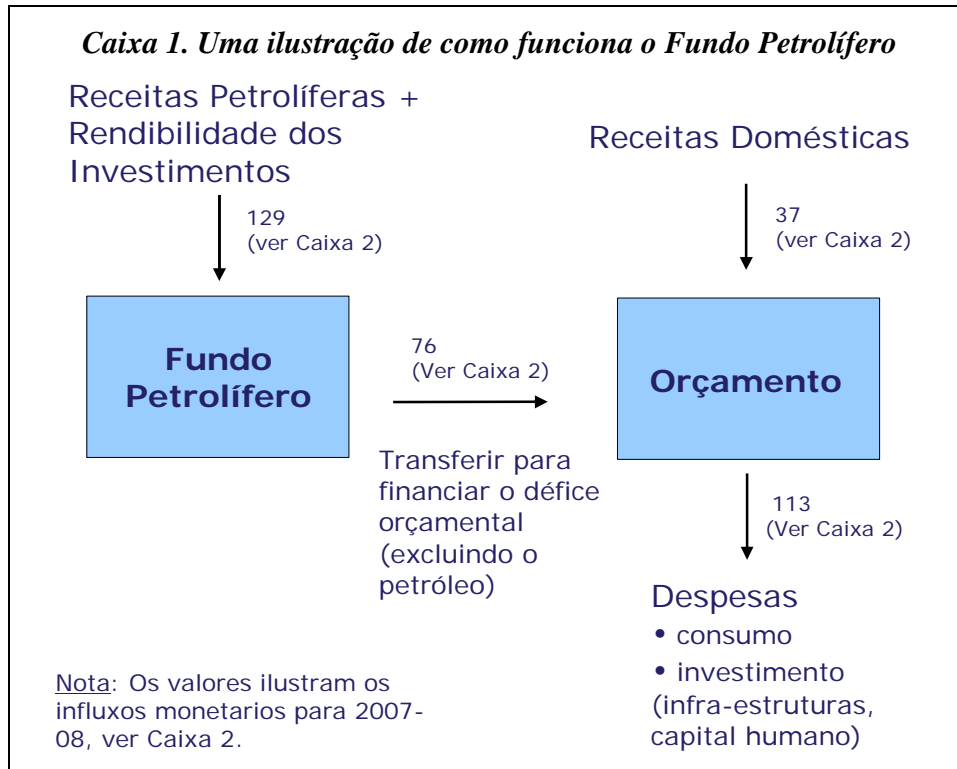 Caixa 1. Uma ilustração de como funciona o Fundo Petrolífero
Receitas Petrolíferas +
Rendibilidade dos
Investimentos
Receitas Domésticas
129
(ver Caixa 2)
37
(ver Caixa 2)
Fundo
Petrolífero
76
(Ver Caixa 2)
Orçamento
Transferir para
financiar o défice
orçamental
(excluindo o
petróleo)
113
(Ver Caixa 2)
Despesas
• consumo
• investimento
(infra-estruturas,
capital humano)
Nota: Os valores ilustram os
influxos monetarios para 2007-
08, ver Caixa 2.